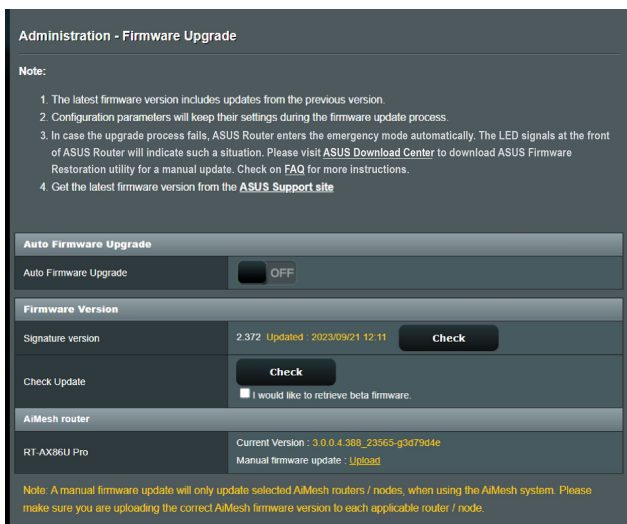 Administration - Firmware Upgrade
Note:
1. The latest firmware version includes updates from the previous version.
2. Configuration parameters will keep their settings during the firmware update process.
3. In case the upgrade process fails, ASUS Router enters the emergency mode automatically. The LED signals at the front
of ASUS Router will indicate such a situation. Please visit ASUS Download Center to download ASUS Firmware
Restoration utility for a manual update. Check on FAQ for more instructions.
4. Get the latest firmware version from the ASUS Support site
Auto Firmware Upgrade
Auto Firmware Upgrade OFF
Firmware Version
Signature version 2.372 Updated : 2023/09/21 12:11 Check
Check Update Check
I would like to retrieve beta firmware.
AiMesh router
RT-AX86U Pro Current Version : 3.0.0.4.388_23565-g3d79d4e
Manual firmware update : Upload
Note: A manual firmware update will only update selected AiMesh routers / nodes, when using the AiMesh system. Please
make sure you are uploading the correct AiMesh firmware version to each applicable router / node.